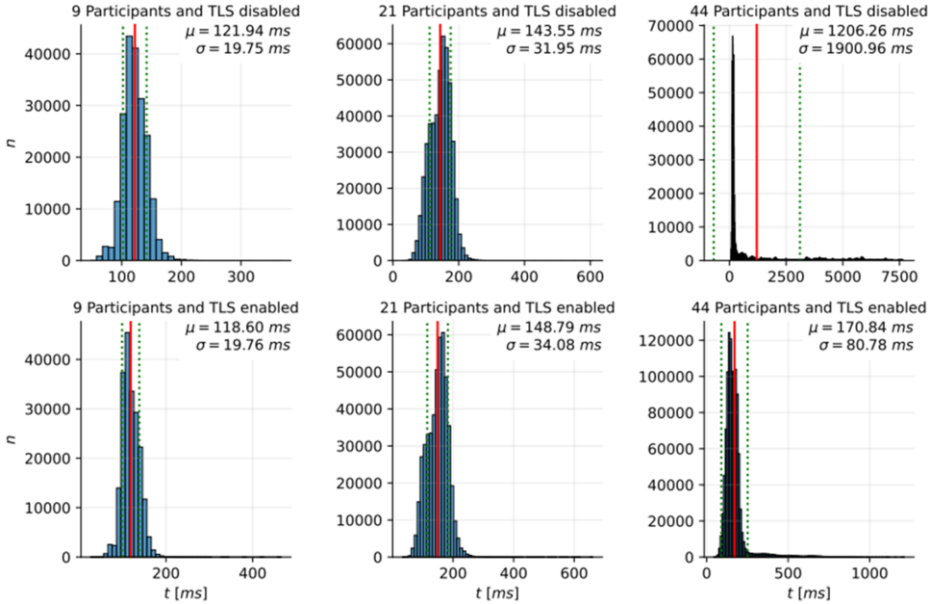 9 Participants and TLS disabled
μ = 121.94 ms
σ = 19.75 ms
n
40000
30000
20000
10000
0
100
200
300
21 Participants and TLS disabled
μ = 143.55 ms
σ = 31.95 ms
60000
50000
40000
30000
20000
10000
0
0
200
400
600
44 Participants and TLS disabled
μ = 1206.26 ms
σ = 1900.96 ms
70000
60000
50000
40000
30000
20000
10000
0
0
2500
5000
7500
9 Participants and TLS enabled
μ = 118.60 ms
σ = 19.76 ms
n
40000
30000
20000
10000
0
200
400
t [ms]
21 Participants and TLS enabled
μ = 148.79 ms
σ = 34.08 ms
60000
50000
40000
30000
20000
10000
0
200
400
600
t [ms]
44 Participants and TLS enabled
μ = 170.84 ms
σ = 80.78 ms
120000
100000
80000
60000
40000
20000
0
0
500
1000
t [ms]